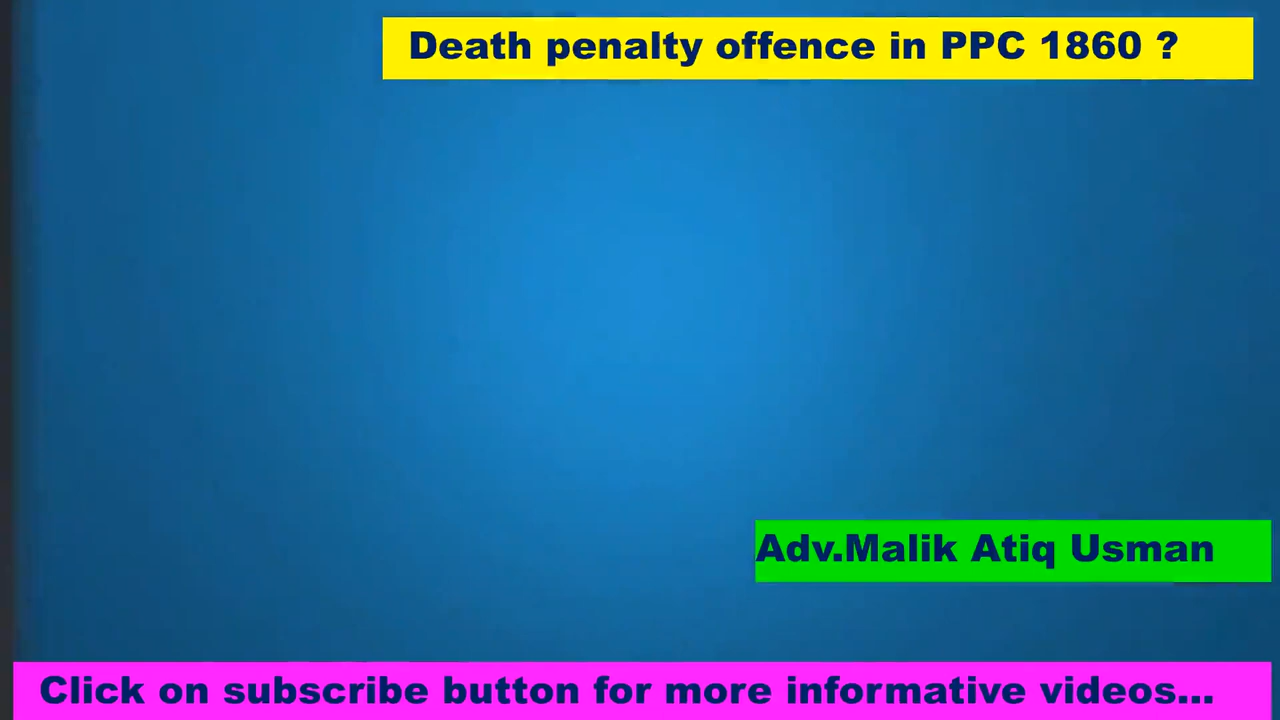 Death penalty offence in PPC 1860 ?
Adv.Malik Atiq Usman
Click on subscribe button for more informative videos...